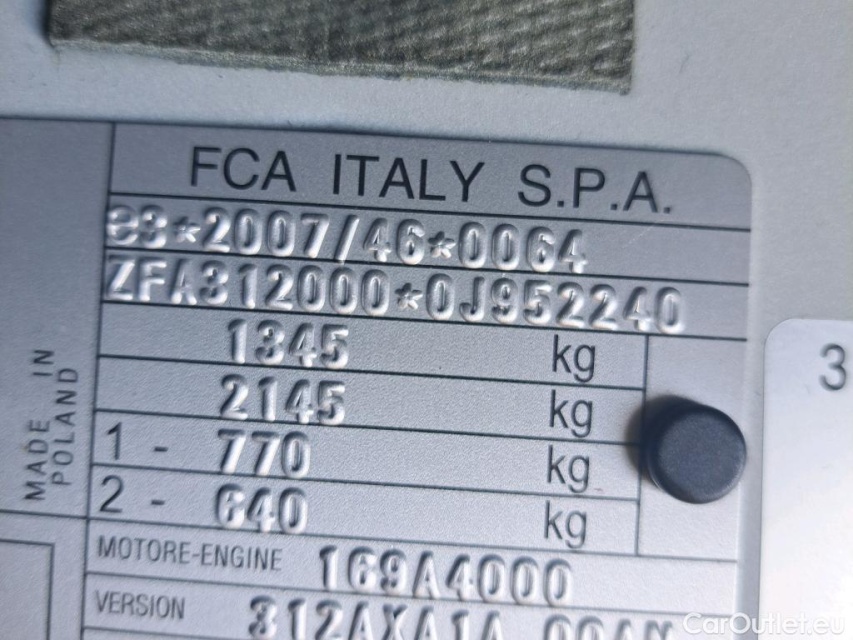 FCA ITALY S.P.A.
e3*2007/46*0064
ZFA312000*0J952240
1345 kg
2145 kg
1 - 770 kg
2 - 640 kg
MOTORE-ENGINE 169A4000
VERSION 312AXA1A
MADE IN
POLAND
3
CarOutlet.eu